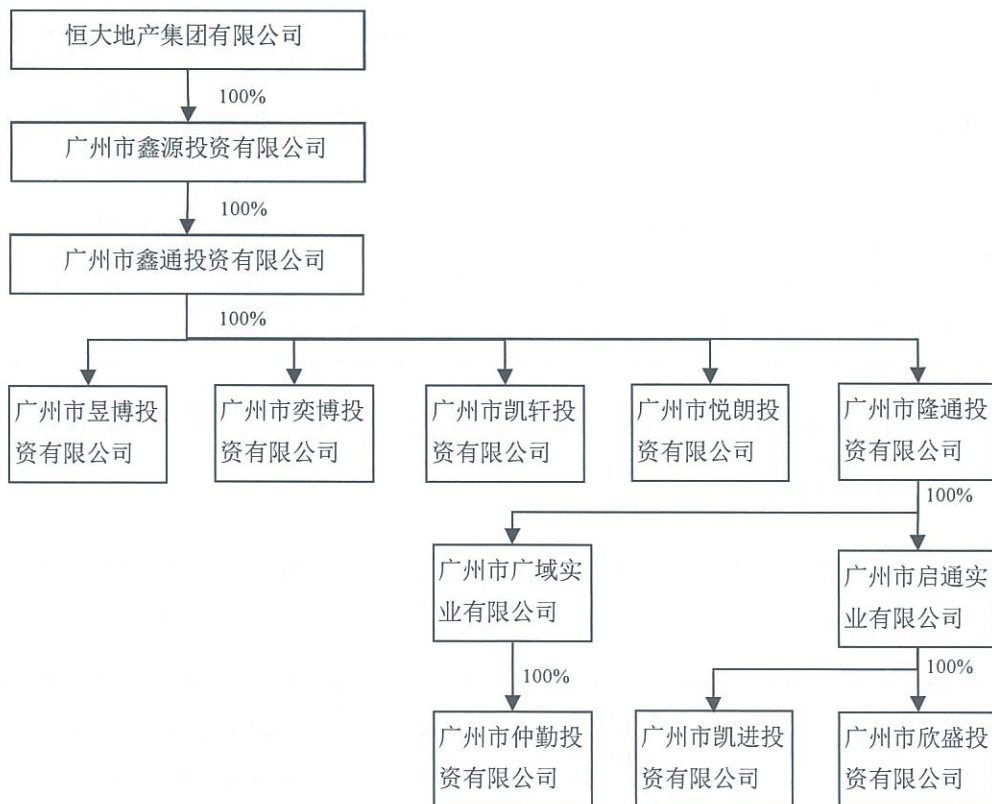 恒大地产集团有限公司
100%
广州市鑫源投资有限公司
100%
广州市鑫通投资有限公司
100%
广州市昱博投
资有限公司
广州市奕博投
资有限公司
广州市凯轩投
资有限公司
广州市悦朗投
资有限公司
广州市隆通投
资有限公司
100%
广州市广域实
业有限公司
广州市启通实
业有限公司
100%
100%
广州市仲勤投
资有限公司
广州市凯进投
资有限公司
广州市欣盛投
资有限公司